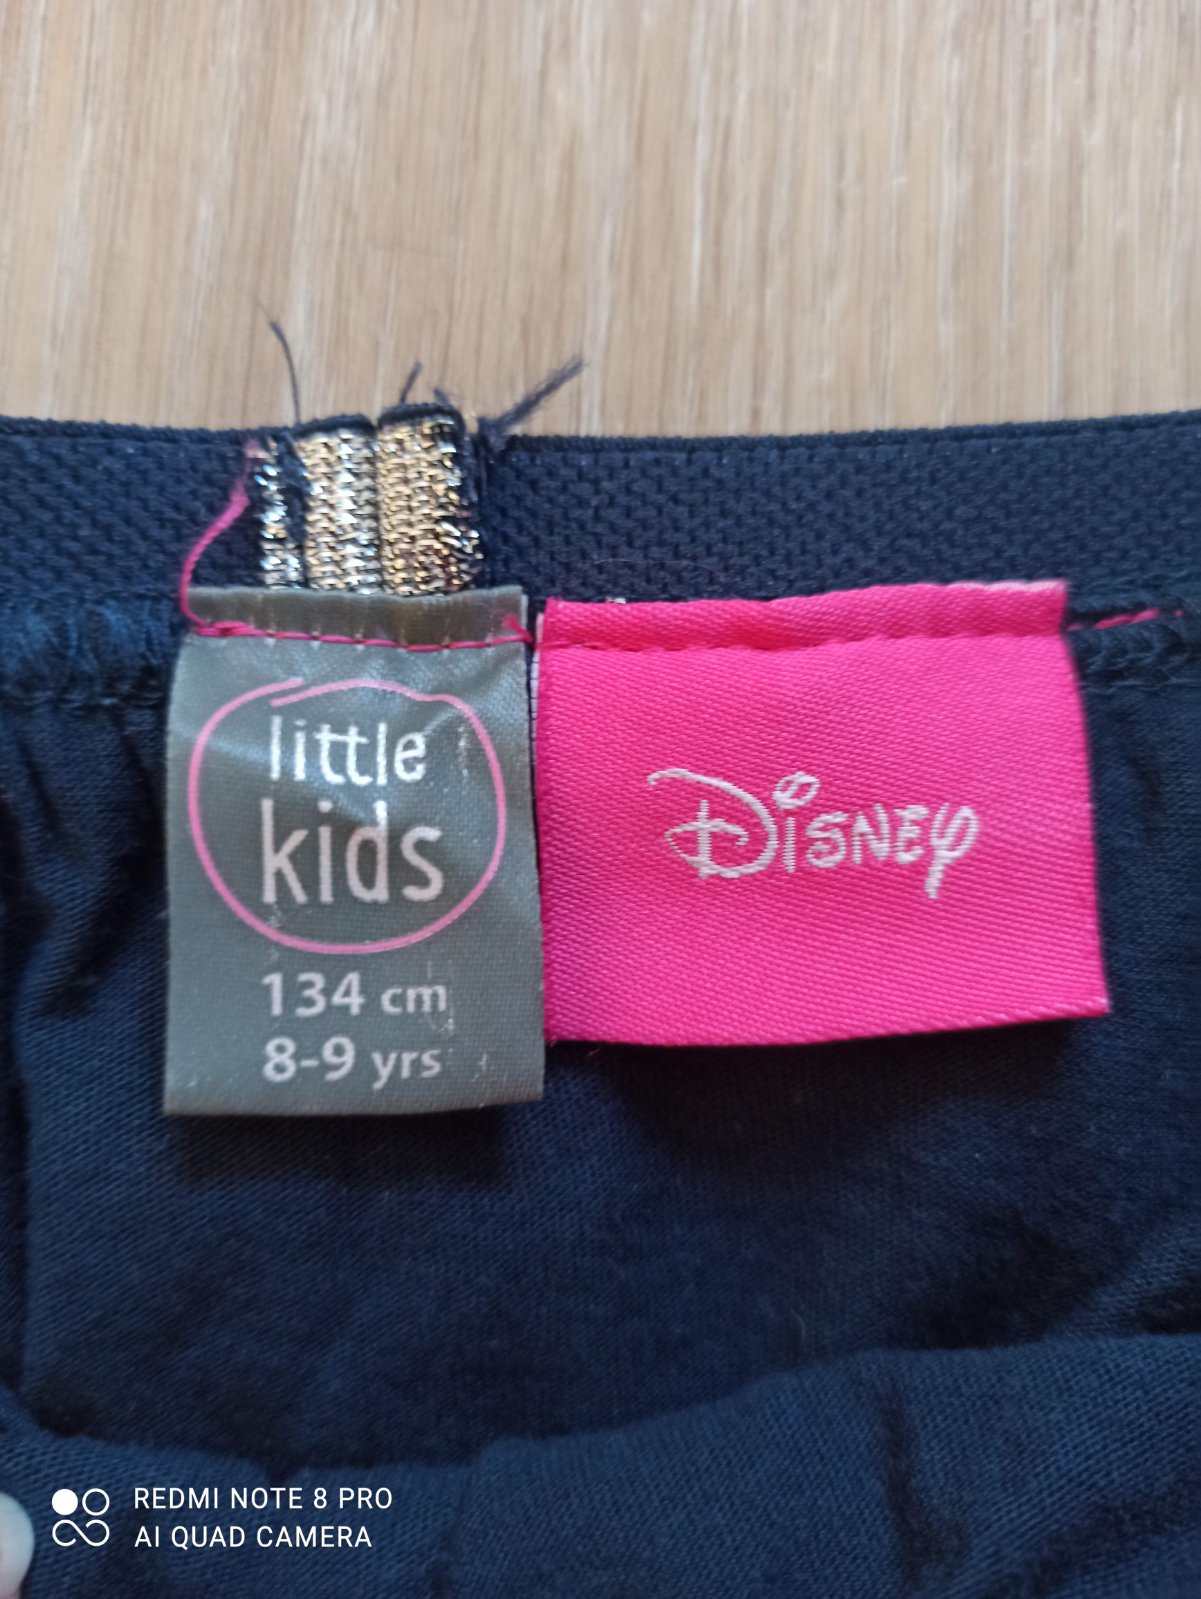 little
kids
134 cm
8-9 yrs
Disney
REDMI NOTE 8 PRO
AI QUAD CAMERA